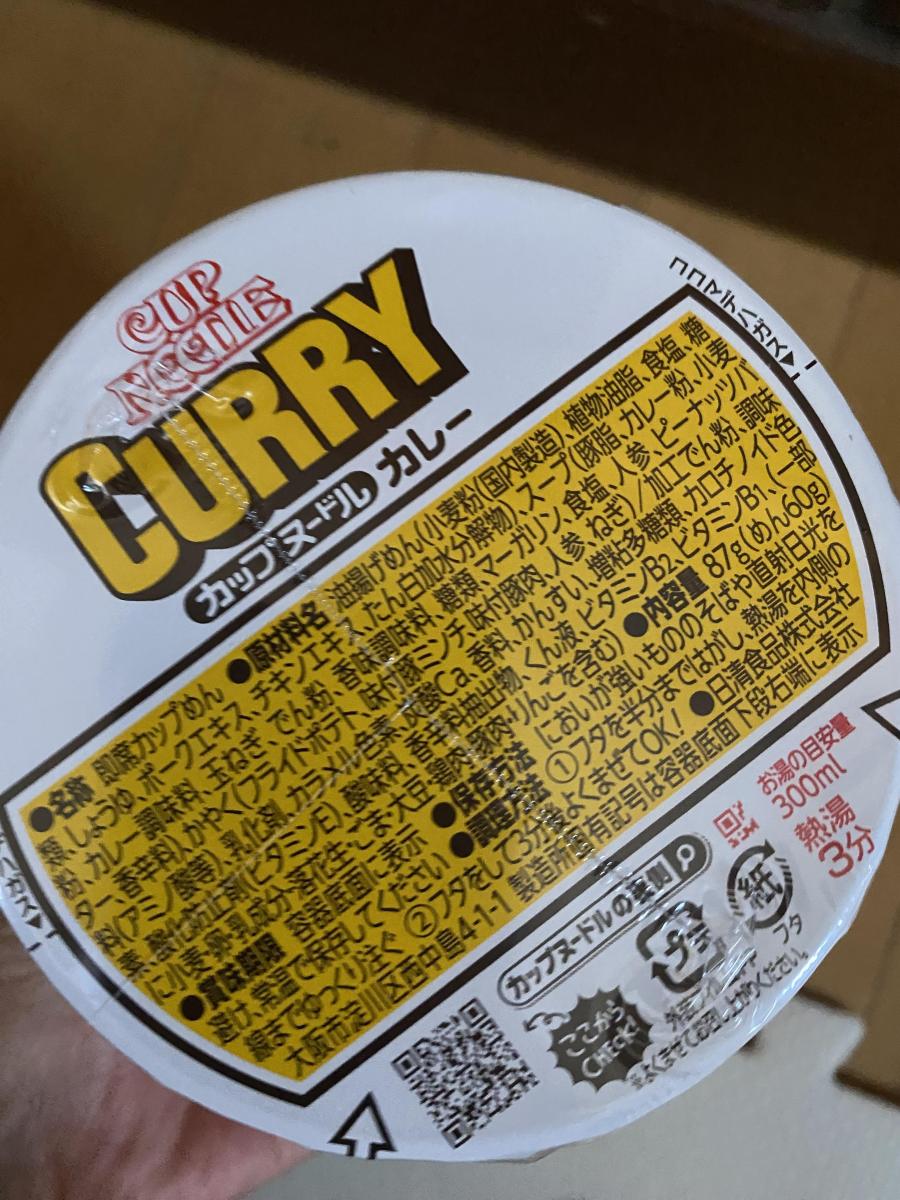 CUP
NOODLE
CURRY
カップヌードル カレー
ココマデハガス▶
●名称 即席カップめん ●原材料名 油揚げめん(小麦粉(国内製造)、植物油脂、食塩、糖
類、しょうゆ、ポークエキス、チキンエキス、たん白加水分解物)、スープ(豚脂、カレー粉、小麦
粉、カレー調味料、玉ねぎ、でん粉、香味調味料、糖類、マーガリン、食塩、人参、ピーナッツバ
ター、香辛料)、かやく(フライドポテト、味付豚ミンチ、味付豚肉、人参、ねぎ)/加工でん粉、調味
料(アミノ酸等)、乳化剤、カラメル色素、炭酸Ca、香料、かんすい、増粘多糖類、カロチノイド色
素、酸化防止剤(ビタミンE)、酸味料、香辛料抽出物、くん液、ビタミンB2、ビタミンB1、(一部
に小麦・卵・乳成分・落花生・ごま・大豆・鶏肉・豚肉・りんごを含む) ●内容量 87g(めん60g)
●賞味期限 容器底面に表示 ●保存方法 においが強いもののそばや直射日光を
避け、常温で保存してください ●調理方法 ①フタを半分まではがし、熱湯を内側の
線までゆっくり注ぐ ②フタをして3分後よくまぜてOK! ●日清食品株式会社
大阪市淀川区西中島4-1-1 製造所固有記号は容器底面下段右端に表示
お湯の目安量
300ml
熱湯
3分
カップヌードルの
ここから
CHECK!
プラ
紙
フタ
※よくまぜてお召し上がりください。